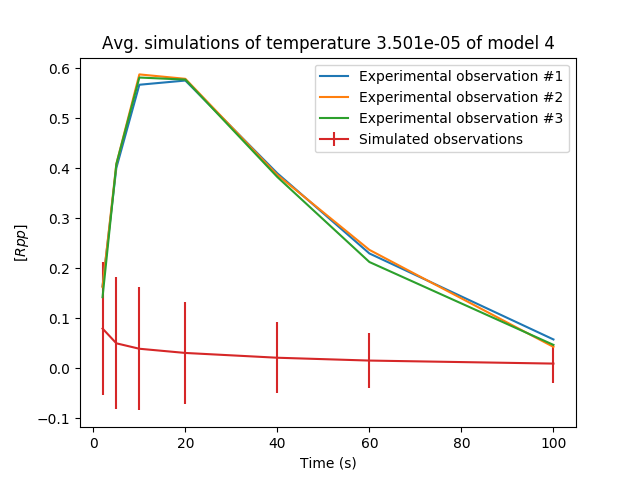 Avg. simulations of temperature 3.501e-05 of model 4
Experimental observation #1
Experimental observation #2
Experimental observation #3
Simulated observations
[Rpp]
0.6
0.5
0.4
0.3
0.2
0.1
0.0
−0.1
0 20 40 60 80 100
Time (s)